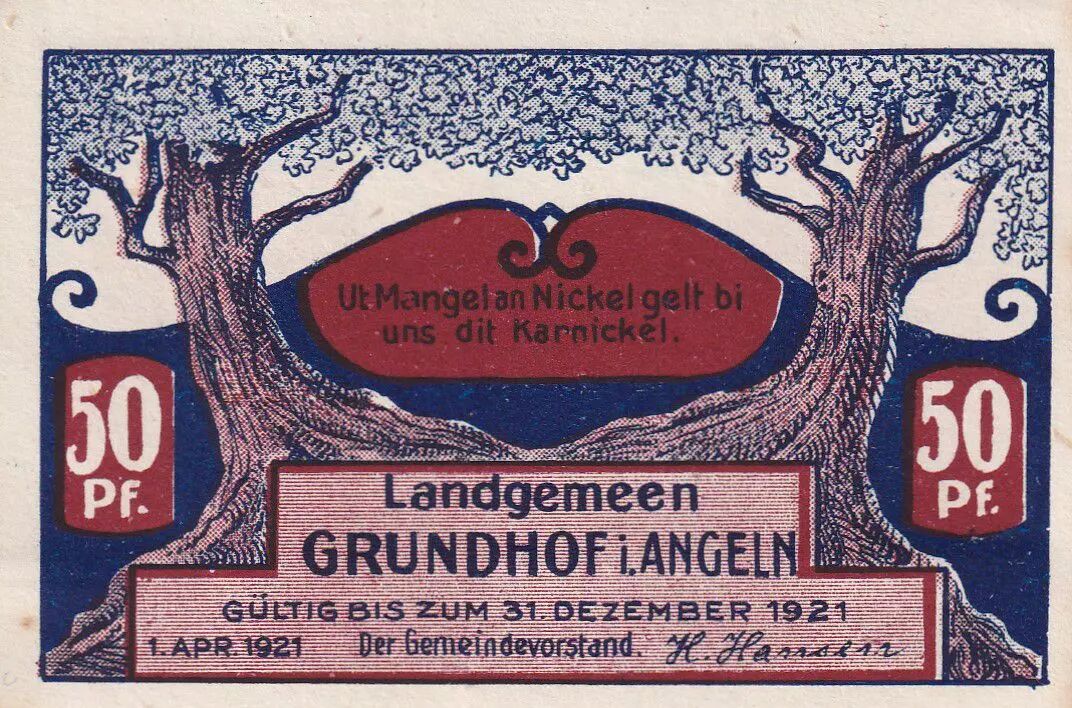 Ut Mangel an Nickel gelt bi
uns dit Karnickel.
50
Pf.
50
Pf.
Landgemeen
GRUNDHOF i. ANGELN
GÜLTIG BIS ZUM 31. DEZEMBER 1921
1. APR. 1921 Der Gemeindevorstand. H. Hansen